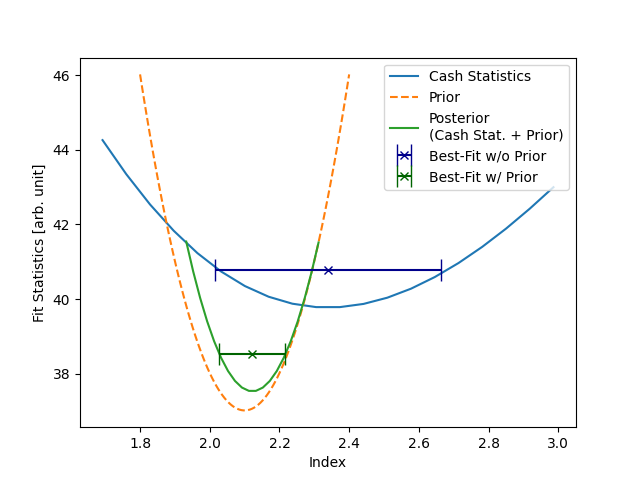 46
44
42
40
38
Fit Statistics [arb. unit]
1.8
2.0
2.2
2.4
2.6
2.8
3.0
Index
Cash Statistics
Prior
Posterior
(Cash Stat. + Prior)
Best-Fit w/o Prior
Best-Fit w/ Prior